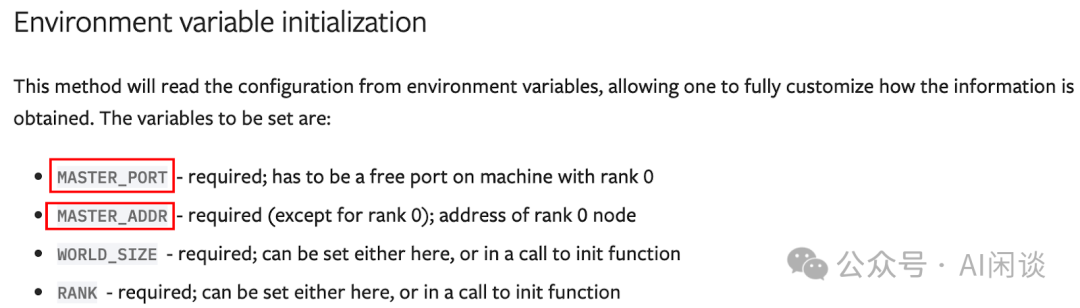 Environment variable initialization
This method will read the configuration from environment variables, allowing one to fully customize how the information is
obtained. The variables to be set are:
• MASTER_PORT - required; has to be a free port on machine with rank 0
• MASTER_ADDR - required (except for rank 0); address of rank 0 node
• WORLD_SIZE - required; can be set either here, or in a call to init function
• RANK - required; can be set either here, or in a call to init function
公众号 · AI闲谈